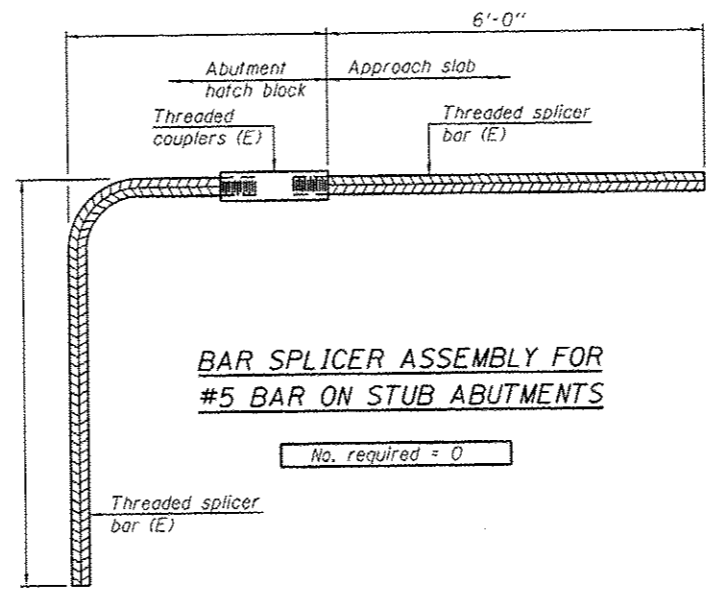 6'-0"
Abutment
hatch block
Approach slab
Threaded
couplers (E)
Threaded splicer
bar (E)
BAR SPLICER ASSEMBLY FOR
#5 BAR ON STUB ABUTMENTS
No. required = 0
Threaded splicer
bar (E)